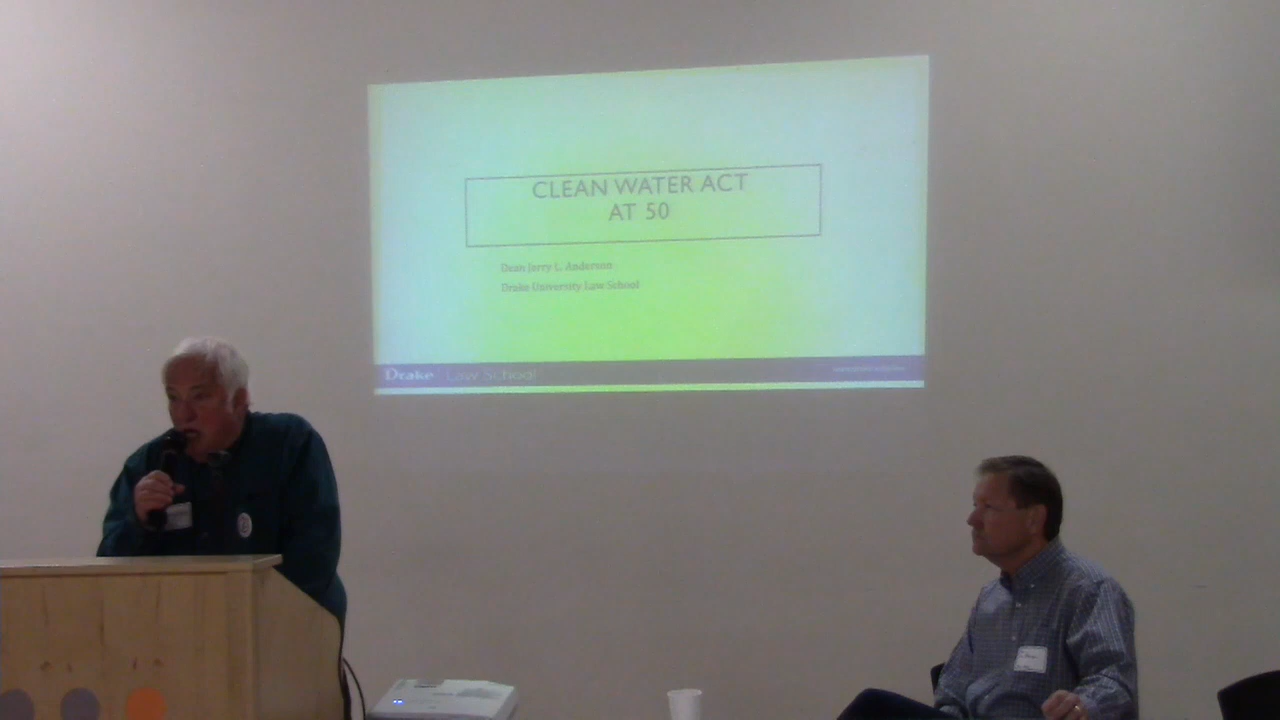 CLEAN WATER ACT
AT 50
Dean Jerry L. Anderson
Drake University Law School
Drake Law School